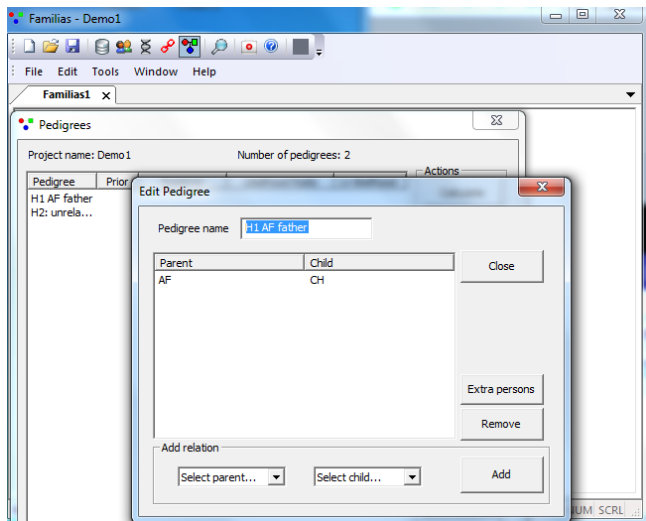 Familias - Demo1
File Edit Tools Window Help
Familias1
Pedigrees
Project name: Demo1 Number of pedigrees: 2
Actions
Pedigree Prior
H1 AF father
H2: unrela...
Edit Pedigree
Pedigree name H1 AF father
Parent Child
AF CH
Close
Extra persons
Remove
Add relation
Select parent... Select child... Add
UM SCRL